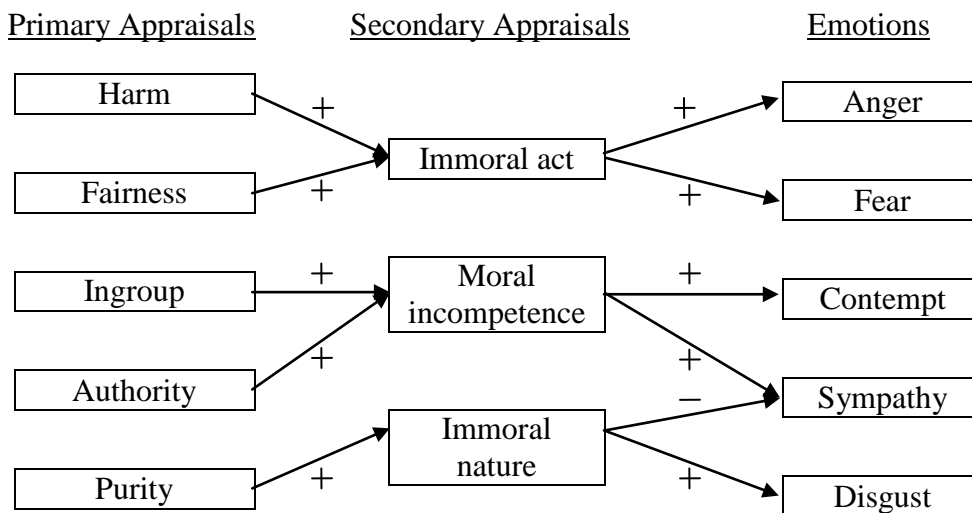 Primary Appraisals Secondary Appraisals Emotions
Harm
+
+
Anger
Immoral act
Fairness
+
+
Fear
Ingroup
+
Moral
incompetence
+
Contempt
Authority
+
+
−
Sympathy
Immoral
nature
Purity
+
+
Disgust